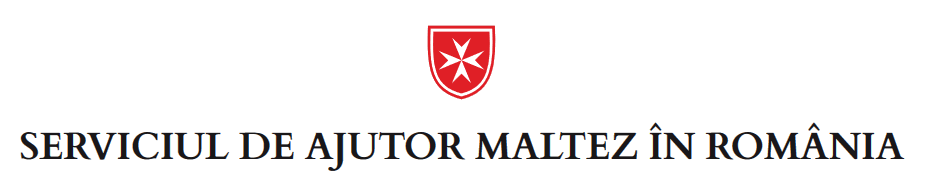 SERVICIUL DE AJUTOR MALTEZ ÎN ROMÂNIA